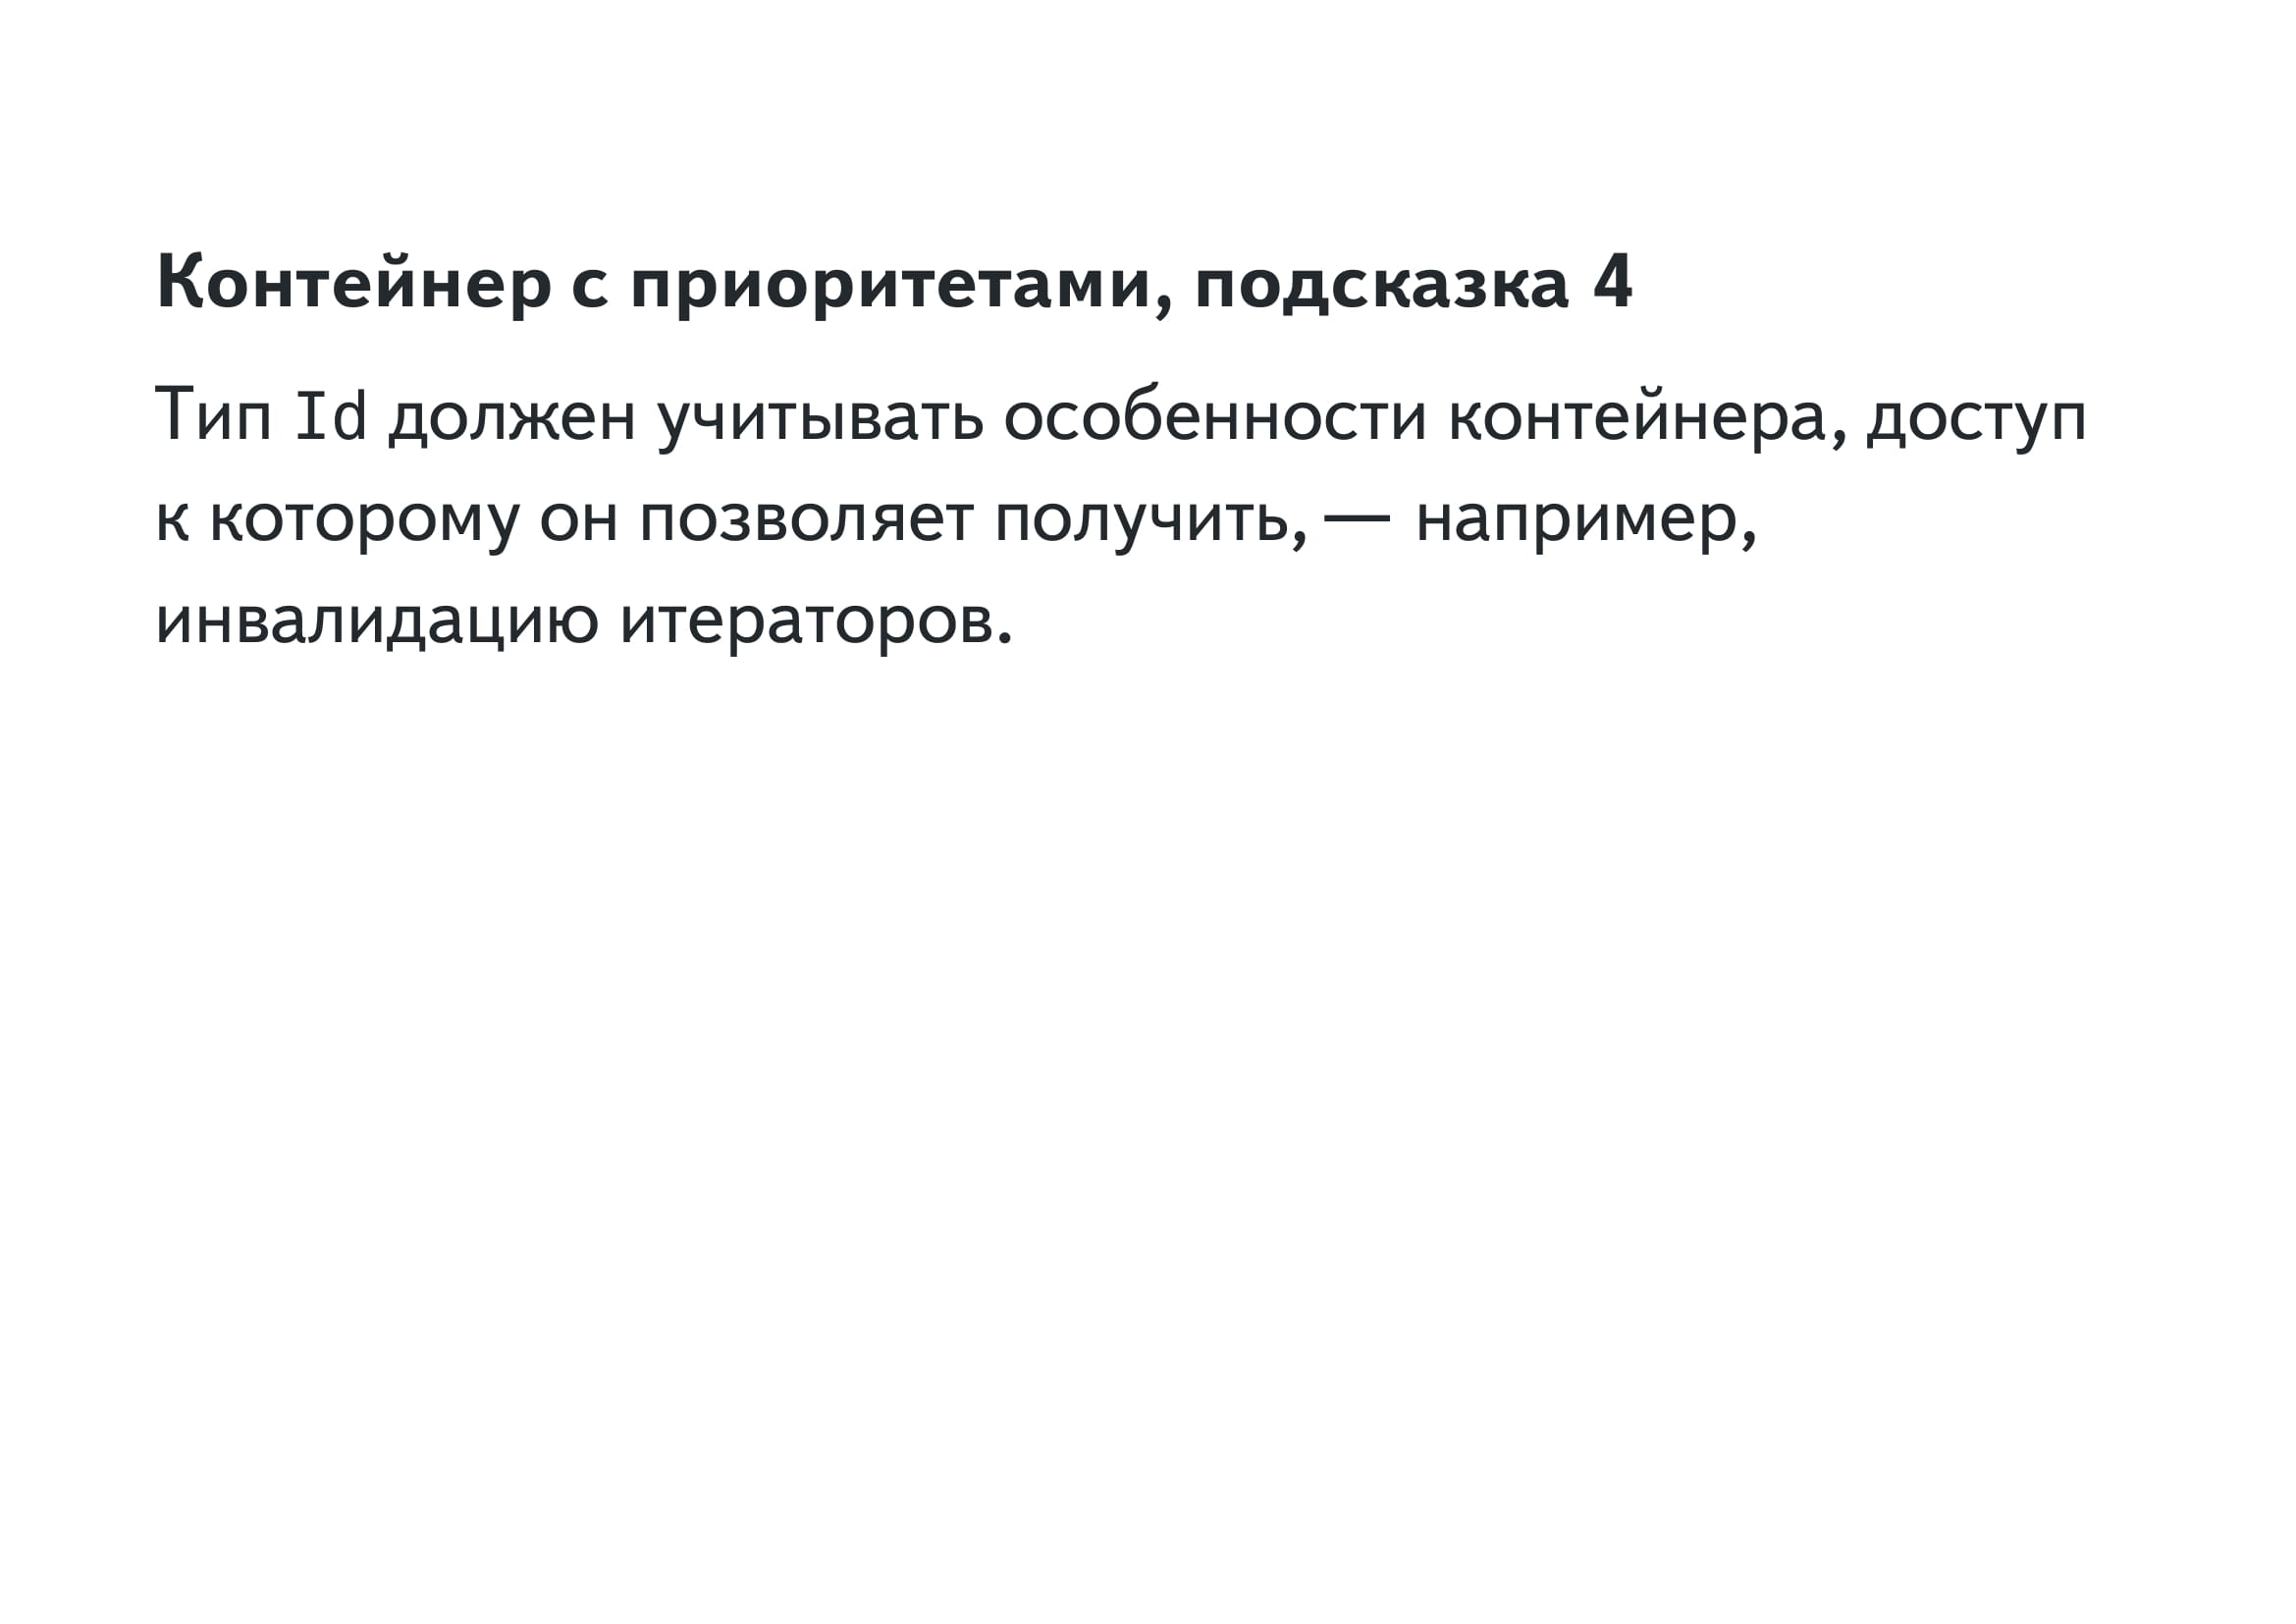 Контейнер с приоритетами, подсказка 4
Тип Id должен учитывать особенности контейнера, доступ
к которому он позволяет получить, — например,
инвалидацию итераторов.